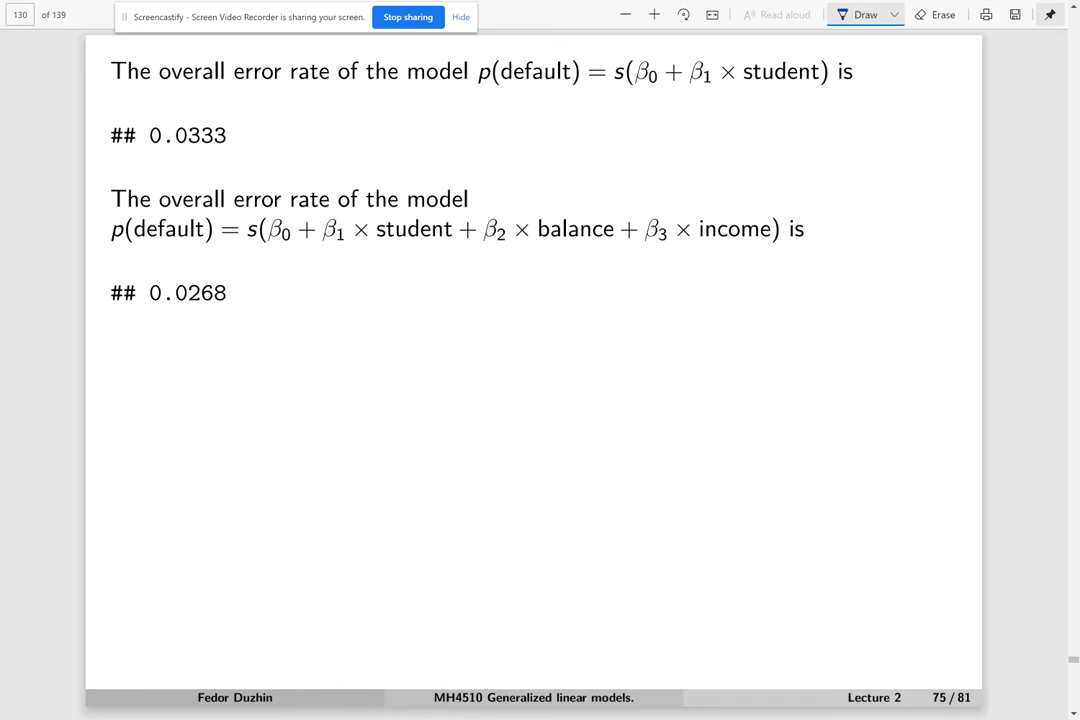 130 of 139
Screencastify - Screen Video Recorder is sharing your screen. Stop sharing Hide
Read aloud Draw Erase
The overall error rate of the model p(default) = s(β₀ + β₁ × student) is
## 0.0333
The overall error rate of the model
p(default) = s(β₀ + β₁ × student + β₂ × balance + β₃ × income) is
## 0.0268
Fedor Duzhin MH4510 Generalized linear models. Lecture 2 75 / 81